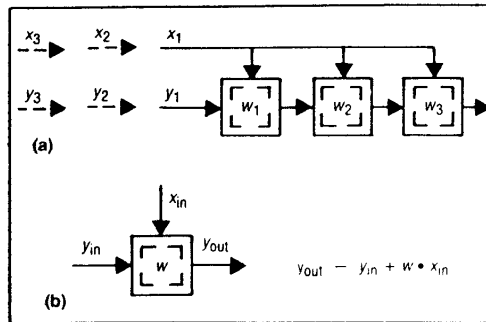 x3 x2 x1
y3 y2 y1 w1 w2 w3
(a)
xin
yin w yout
yout − yin + w • xin
(b)